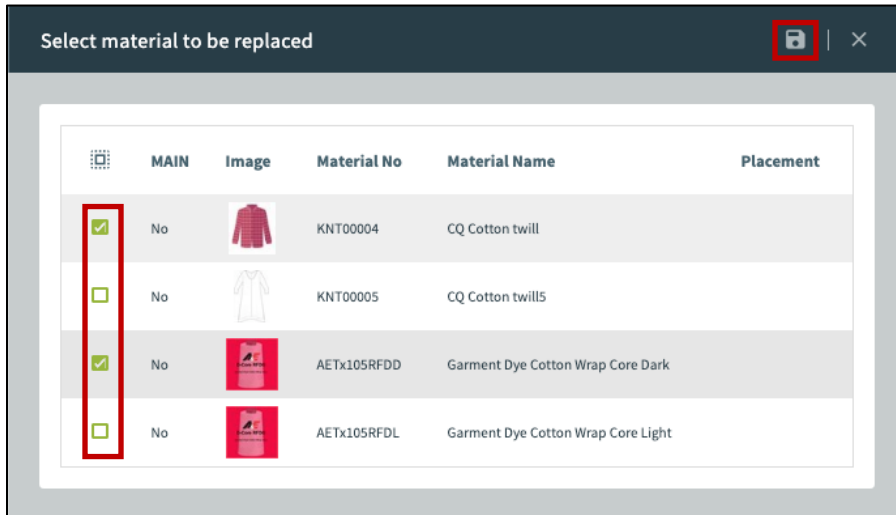 Select material to be replaced
MAIN Image Material No Material Name Placement
No KNT00004 CQ Cotton twill
No KNT00005 CQ Cotton twill5
No AETx105RFDD Garment Dye Cotton Wrap Core Dark
No AETx105RFDL Garment Dye Cotton Wrap Core Light